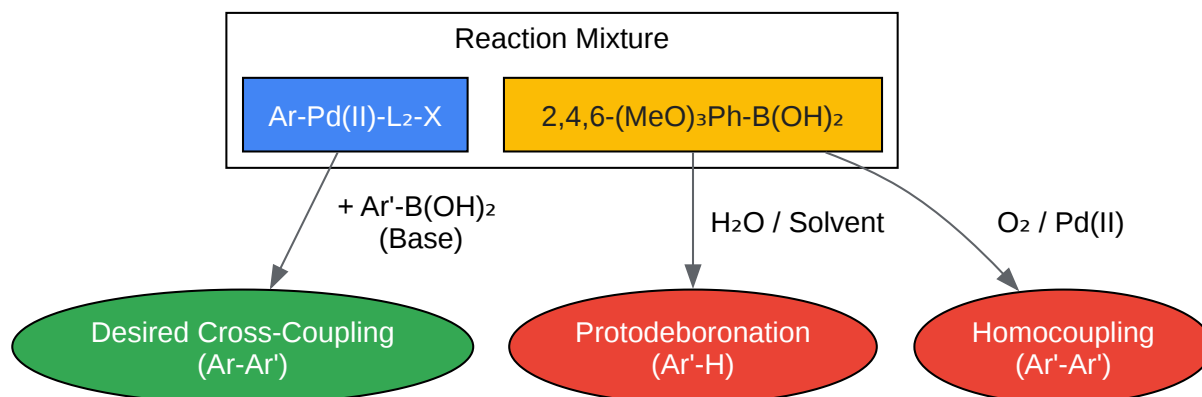 Reaction Mixture
Ar-Pd(II)-L₂-X
2,4,6-(MeO)₃Ph-B(OH)₂
+ Ar'-B(OH)₂
(Base)
H₂O / Solvent
O₂ / Pd(II)
Desired Cross-Coupling
(Ar-Ar')
Protodeboronation
(Ar'-H)
Homocoupling
(Ar'-Ar')